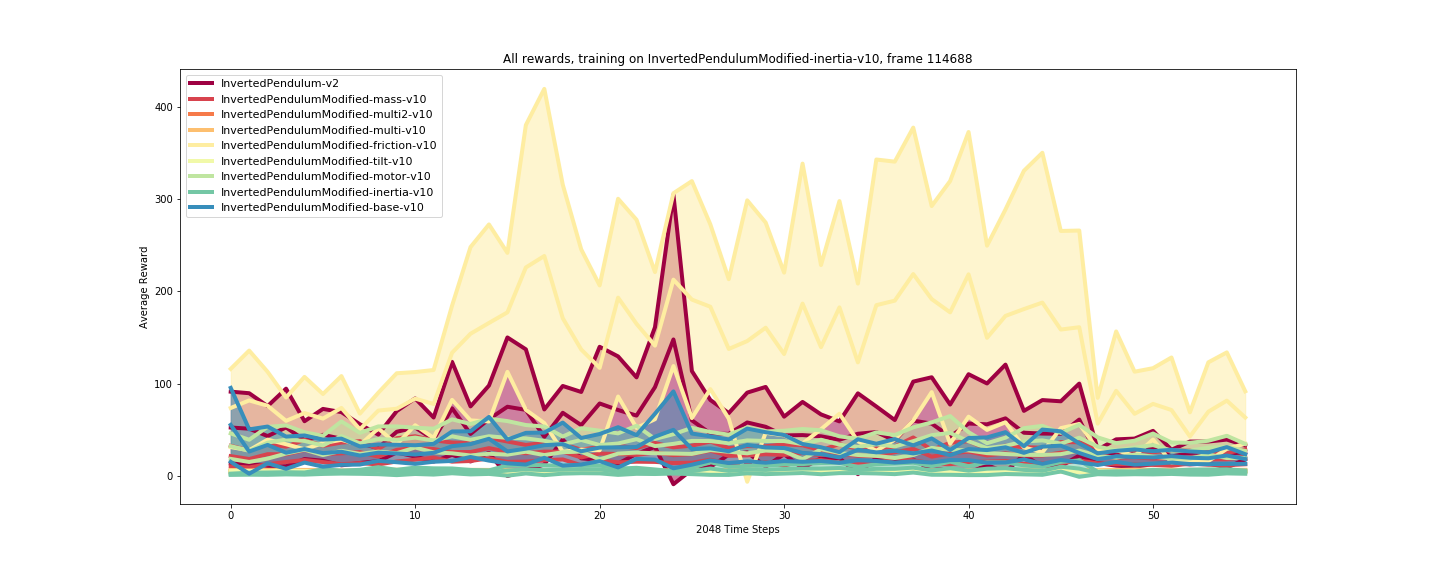 All rewards, training on InvertedPendulumModified-inertia-v10, frame 114688
InvertedPendulum-v2
InvertedPendulumModified-mass-v10
InvertedPendulumModified-multi2-v10
InvertedPendulumModified-multi-v10
InvertedPendulumModified-friction-v10
InvertedPendulumModified-tilt-v10
InvertedPendulumModified-motor-v10
InvertedPendulumModified-inertia-v10
InvertedPendulumModified-base-v10
Average Reward
400
300
200
100
0
0 10 20 30 40 50
2048 Time Steps